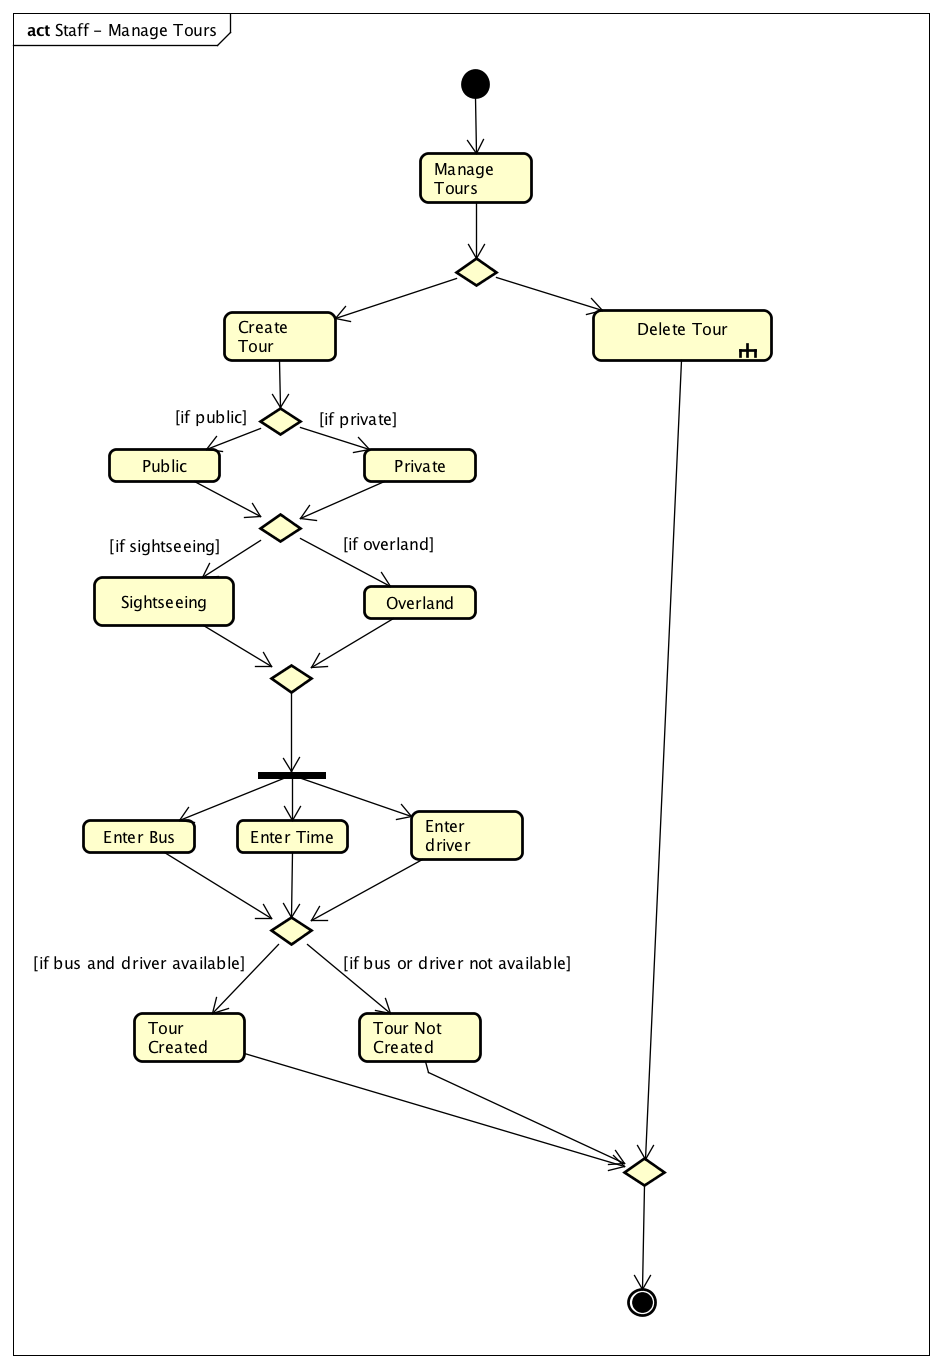 act Staff – Manage Tours
Manage
Tours
Create
Tour
Delete Tour
[if public]
[if private]
Public
Private
[if sightseeing]
[if overland]
Sightseeing
Overland
Enter Bus
Enter Time
Enter
driver
[if bus and driver available]
[if bus or driver not available]
Tour
Created
Tour Not
Created